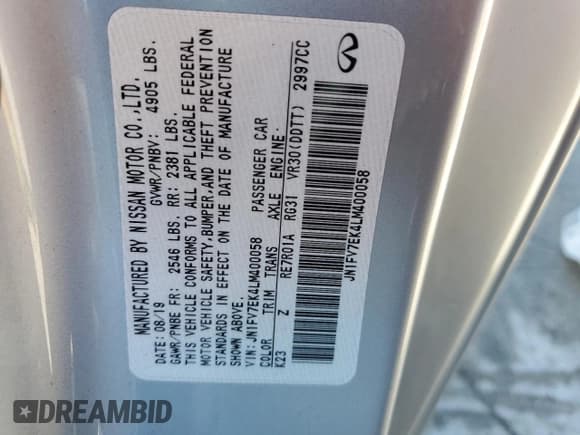 MANUFACTURED BY NISSAN MOTOR CO.,LTD.
GVWR/PNBV: 4905 LBS.
DATE: 08/19
GAWR/PNBE FR: 2546 LBS. RR: 2381 LBS.
THIS VEHICLE CONFORMS TO ALL APPLICABLE FEDERAL
MOTOR VEHICLE SAFETY,BUMPER,AND THEFT PREVENTION
STANDARDS IN EFFECT ON THE DATE OF MANUFACTURE
SHOWN ABOVE.
VIN:JN1FV7EK4LM400058 PASSENGER CAR
COLOR TRIM TRANS AXLE ENGINE:
K23 Z RE7R01A RG31 VR30(DDTT) 2997CC
JN1FV7EK4LM400058
DREAMBID